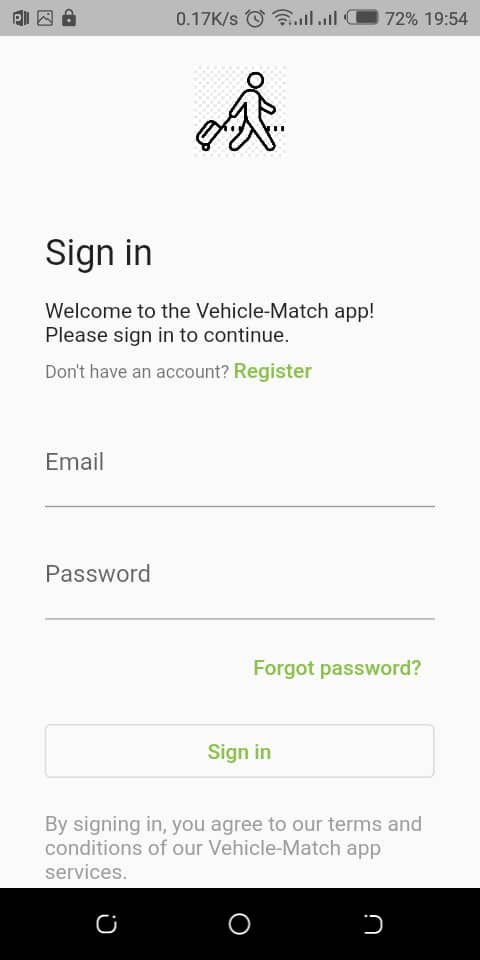 0.17K/s 72% 19:54
Sign in
Welcome to the Vehicle-Match app!
Please sign in to continue.
Don't have an account? Register
Email
Password
Forgot password?
Sign in
By signing in, you agree to our terms and
conditions of our Vehicle-Match app
services.